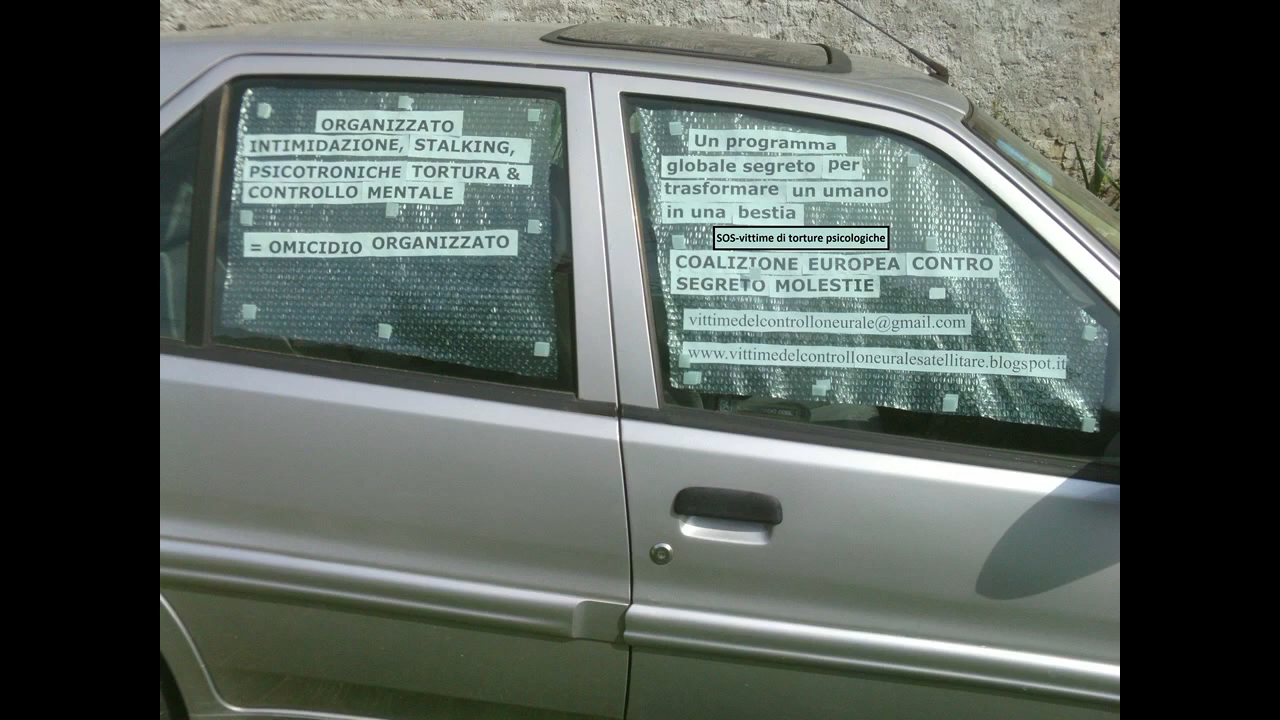 ORGANIZZATO
INTIMIDAZIONE, STALKING,
PSICOTRONICHE TORTURA &
CONTROLLO MENTALE
= OMICIDIO ORGANIZZATO
Un programma
globale segreto per
trasformare un umano
in una bestia
SOS-vittime di torture psicologiche
COALIZIONE EUROPEA CONTRO
SEGRETO MOLESTIE
vittimedelcontrolloneurale@gmail.com
www.vittimedelcontrolloneuralesatellitare.blogspot.it